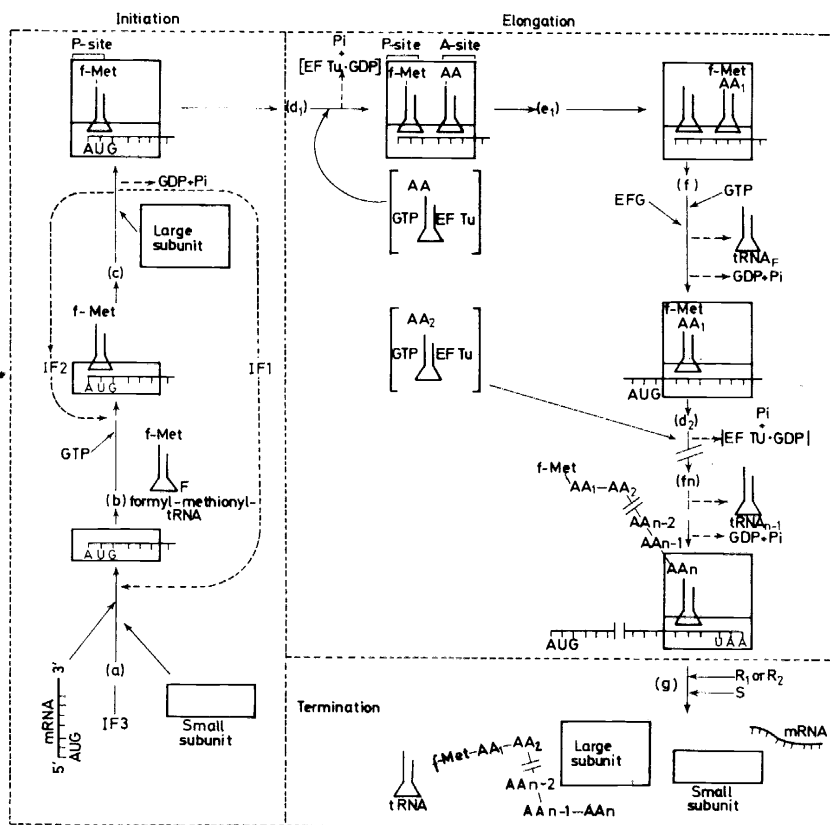 Initiation
P-site
f-Met
AUG
GDP+Pi
Large
subunit
(c)
f-Met
IF2
IF1
AUG
GTP
f-Met
F
(b) formyl-methionyl-
tRNA
AUG
(a)
IF3
5' mRNA AUG 3'
Small
subunit
Elongation
Pi
+
[EF Tu·GDP]
(d1)
P-site
A-site
f-Met
AA
(e1)
f-Met
AA1
AA
GTP
EF Tu
(f)
GTP
EFG
tRNAF
GDP+Pi
AA2
GTP
EF Tu
f-Met
AA1
AUG
(d2)
Pi
+
|EF TU·GDP|
(fn)
tRNAn-1
GDP+Pi
f-Met
AA1-AA2
AAn-2
AAn-1
AAn
AUG
UAA
Termination
(g)
R1 or R2
S
mRNA
tRNA
f-Met-AA1-AA2
AAn-2
AAn-1---AAn
Large
subunit
Small
subunit